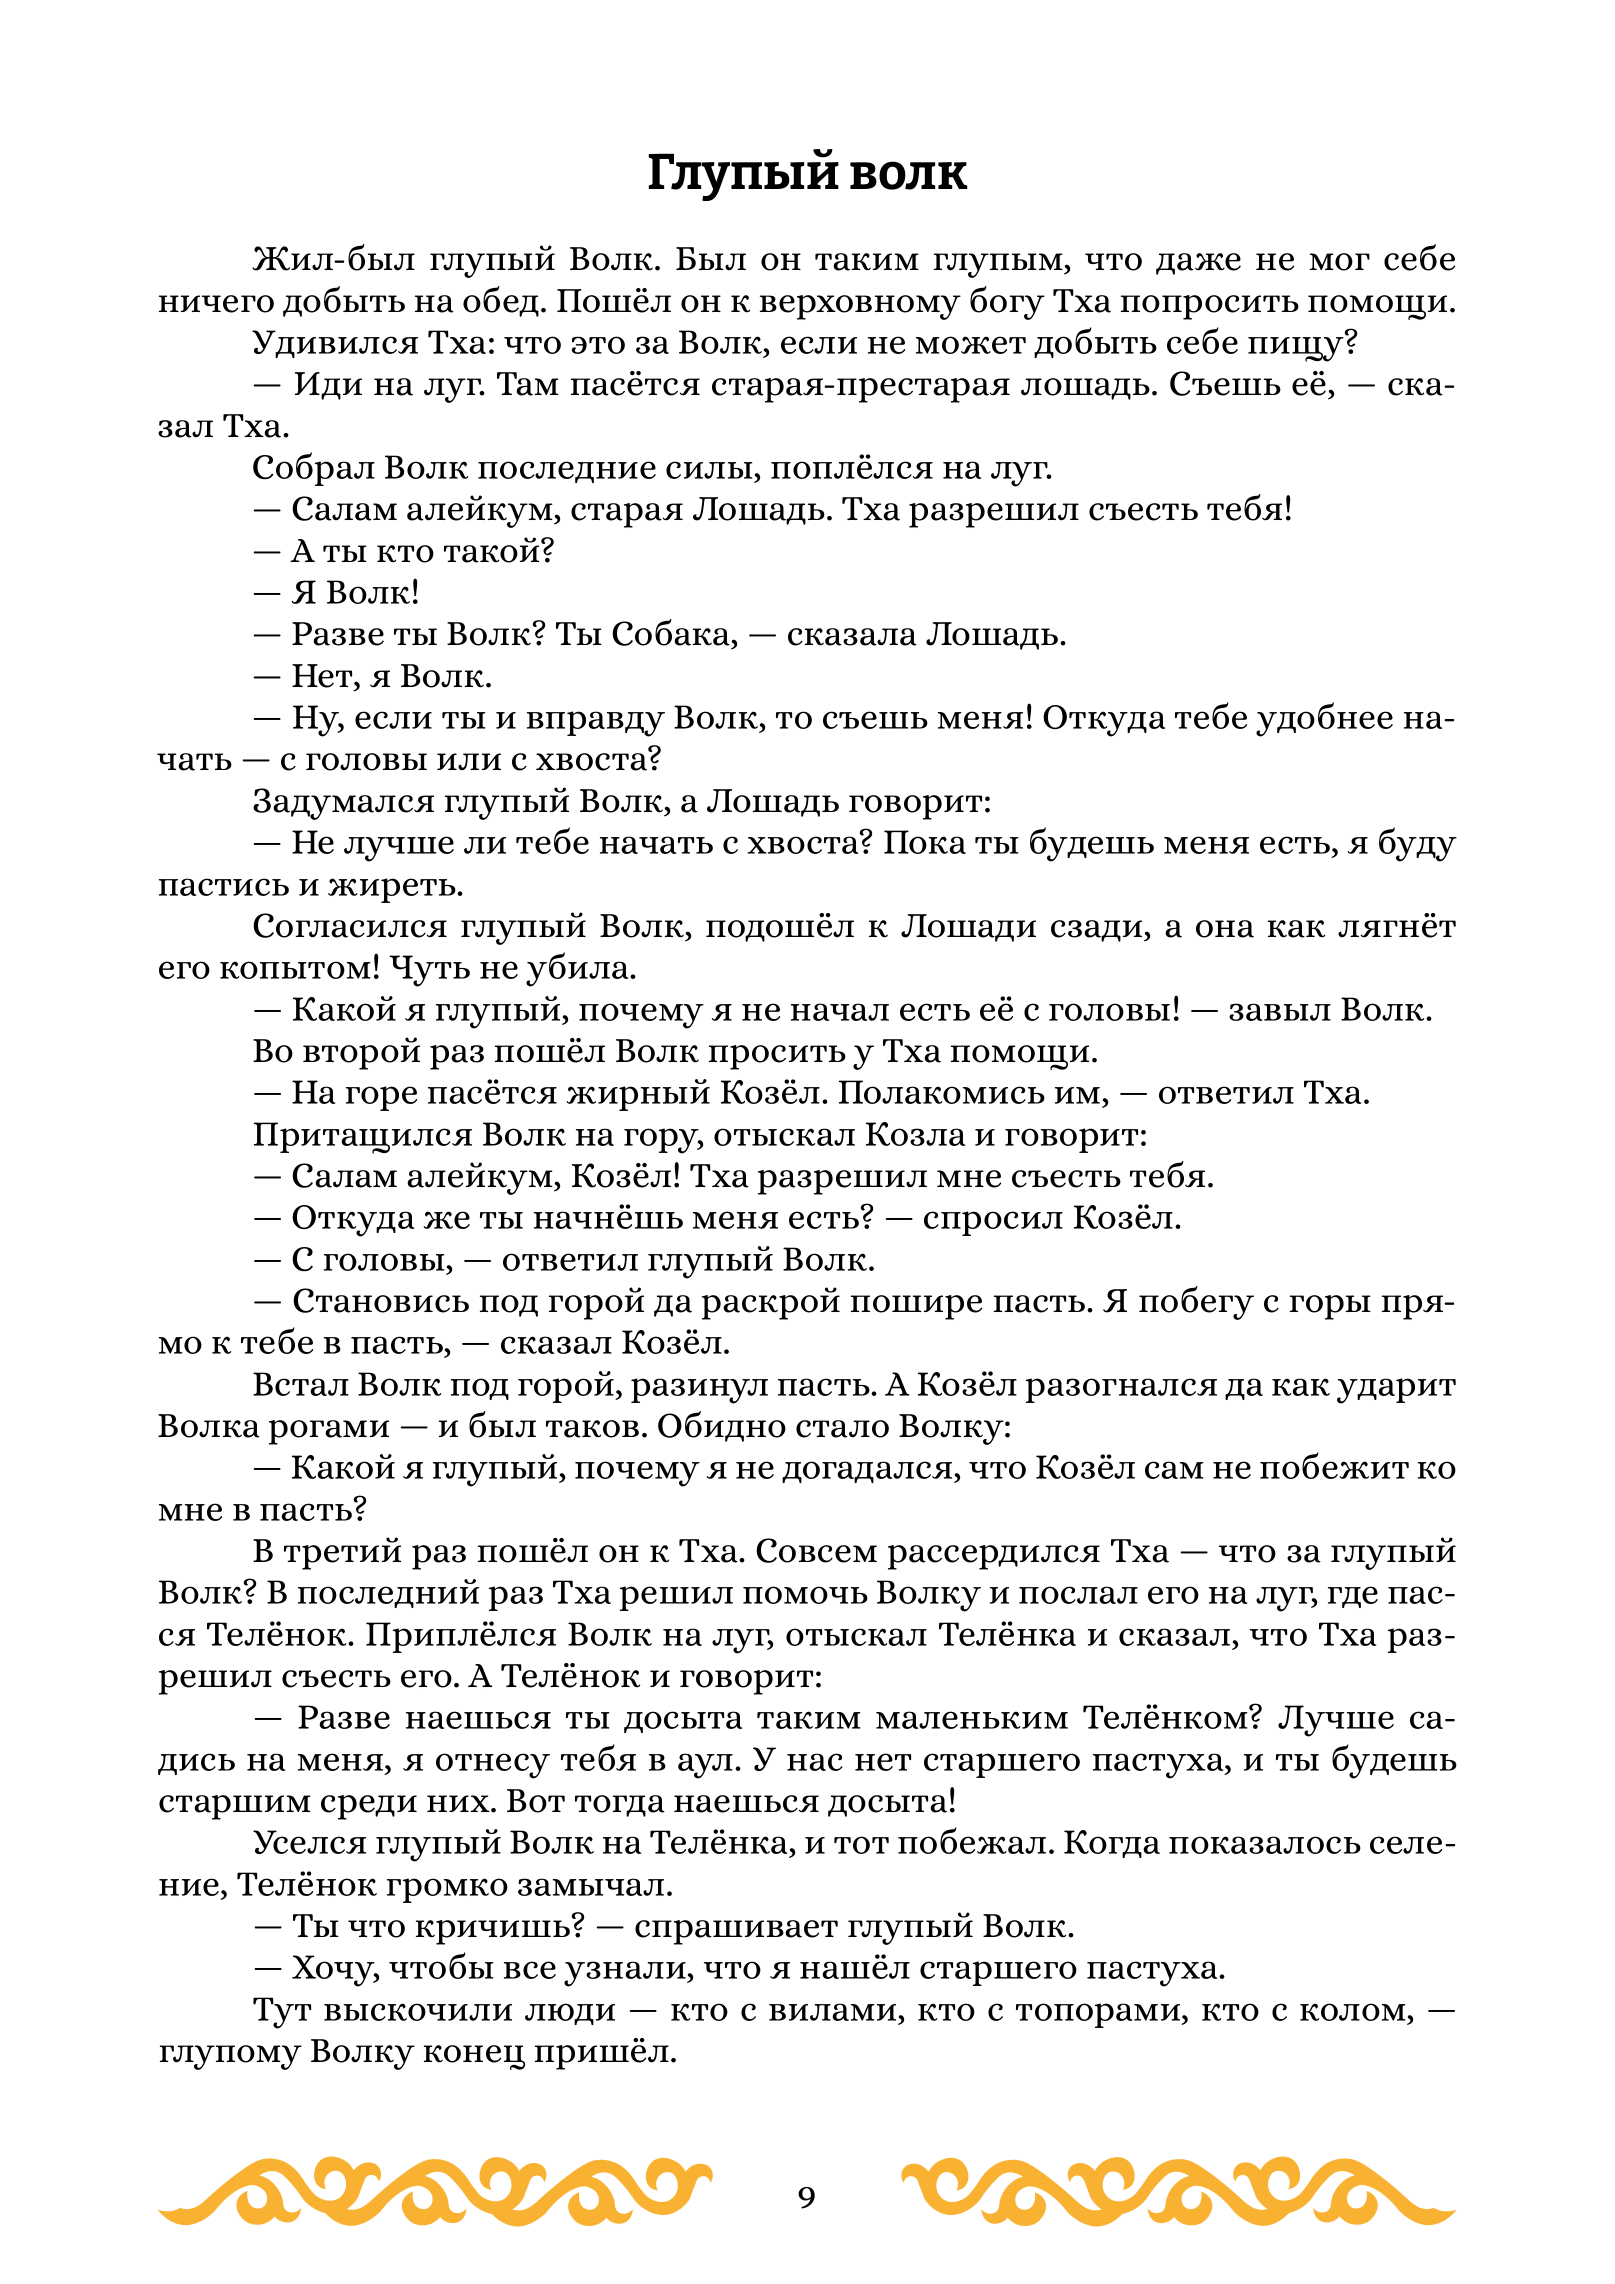 Глупый волк
Жил-был глупый Волк. Был он таким глупым, что даже не мог себе
ничего добыть на обед. Пошёл он к верховному богу Тха попросить помощи.
Удивился Тха: что это за Волк, если не может добыть себе пищу?
— Иди на луг. Там пасётся старая-престарая лошадь. Съешь её, — ска-
зал Тха.
Собрал Волк последние силы, поплёлся на луг.
— Салам алейкум, старая Лошадь. Тха разрешил съесть тебя!
— А ты кто такой?
— Я Волк!
— Разве ты Волк? Ты Собака, — сказала Лошадь.
— Нет, я Волк.
— Ну, если ты и вправду Волк, то съешь меня! Откуда тебе удобнее на-
чать — с головы или с хвоста?
Задумался глупый Волк, а Лошадь говорит:
— Не лучше ли тебе начать с хвоста? Пока ты будешь меня есть, я буду
пастись и жиреть.
Согласился глупый Волк, подошёл к Лошади сзади, а она как лягнёт
его копытом! Чуть не убила.
— Какой я глупый, почему я не начал есть её с головы! — завыл Волк.
Во второй раз пошёл Волк просить у Тха помощи.
— На горе пасётся жирный Козёл. Полакомись им, — ответил Тха.
Притащился Волк на гору, отыскал Козла и говорит:
— Салам алейкум, Козёл! Тха разрешил мне съесть тебя.
— Откуда же ты начнёшь меня есть? — спросил Козёл.
— С головы, — ответил глупый Волк.
— Становись под горой да раскрой пошире пасть. Я побегу с горы пря-
мо к тебе в пасть, — сказал Козёл.
Встал Волк под горой, разинул пасть. А Козёл разогнался да как ударит
Волка рогами — и был таков. Обидно стало Волку:
— Какой я глупый, почему я не догадался, что Козёл сам не побежит ко
мне в пасть?
В третий раз пошёл он к Тха. Совсем рассердился Тха — что за глупый
Волк? В последний раз Тха решил помочь Волку и послал его на луг, где пас-
ся Телёнок. Приплёлся Волк на луг, отыскал Телёнка и сказал, что Тха раз-
решил съесть его. А Телёнок и говорит:
— Разве наешься ты досыта таким маленьким Телёнком? Лучше са-
дись на меня, я отнесу тебя в аул. У нас нет старшего пастуха, и ты будешь
старшим среди них. Вот тогда наешься досыта!
Уселся глупый Волк на Телёнка, и тот побежал. Когда показалось селе-
ние, Телёнок громко замычал.
— Ты что кричишь? — спрашивает глупый Волк.
— Хочу, чтобы все узнали, что я нашёл старшего пастуха.
Тут выскочили люди — кто с вилами, кто с топорами, кто с колом, —
глупому Волку конец пришёл.
9